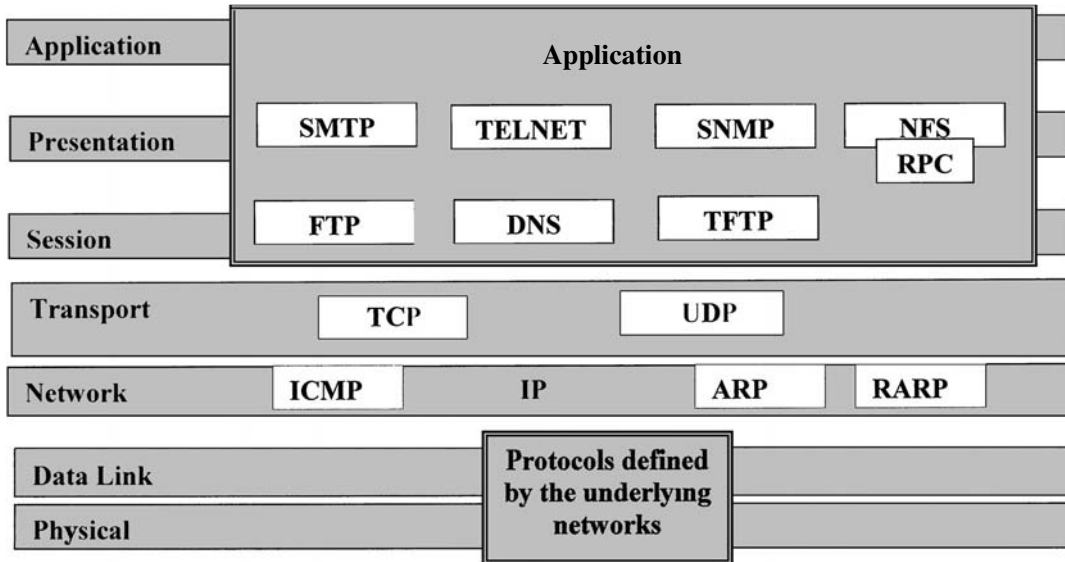 Application
Application
SMTP TELNET SNMP NFS
Presentation
RPC
FTP DNS TFTP
Session
Transport
TCP UDP
Network ICMP IP ARP RARP
Data Link
Physical
Protocols defined
by the underlying
networks